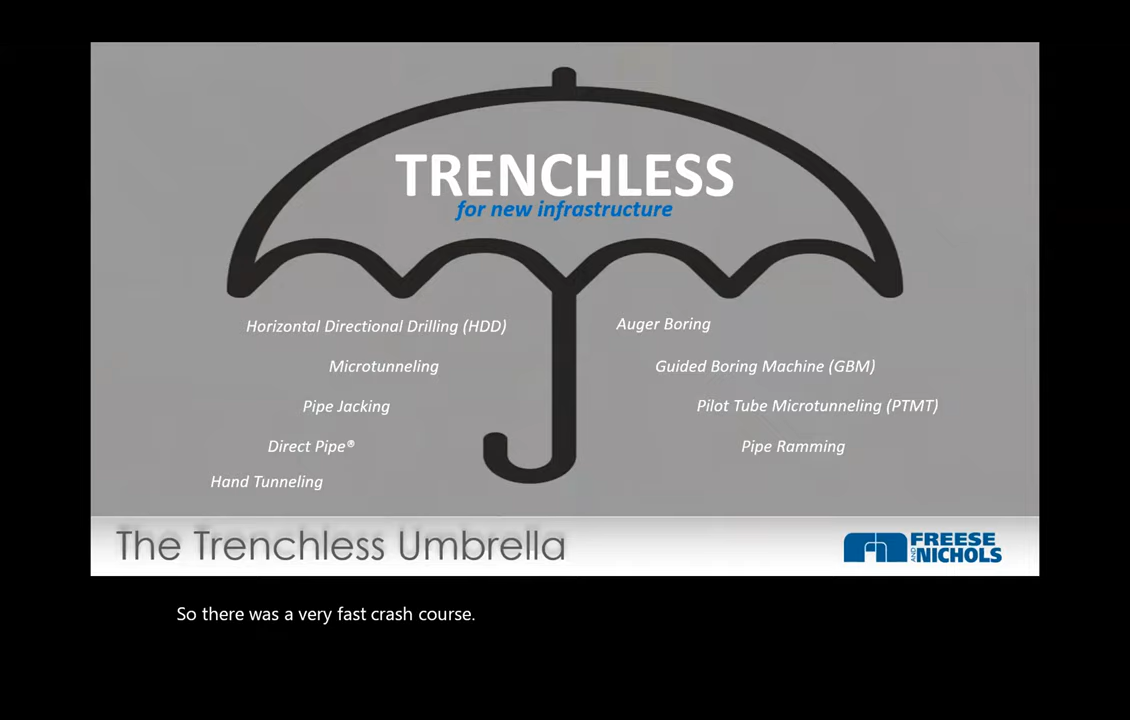 TRENCHLESS
for new infrastructure
Horizontal Directional Drilling (HDD)
Microtunneling
Pipe Jacking
Direct Pipe®
Hand Tunneling
Auger Boring
Guided Boring Machine (GBM)
Pilot Tube Microtunneling (PTMT)
Pipe Ramming
The Trenchless Umbrella
FREESE
AND NICHOLS
So there was a very fast crash course.